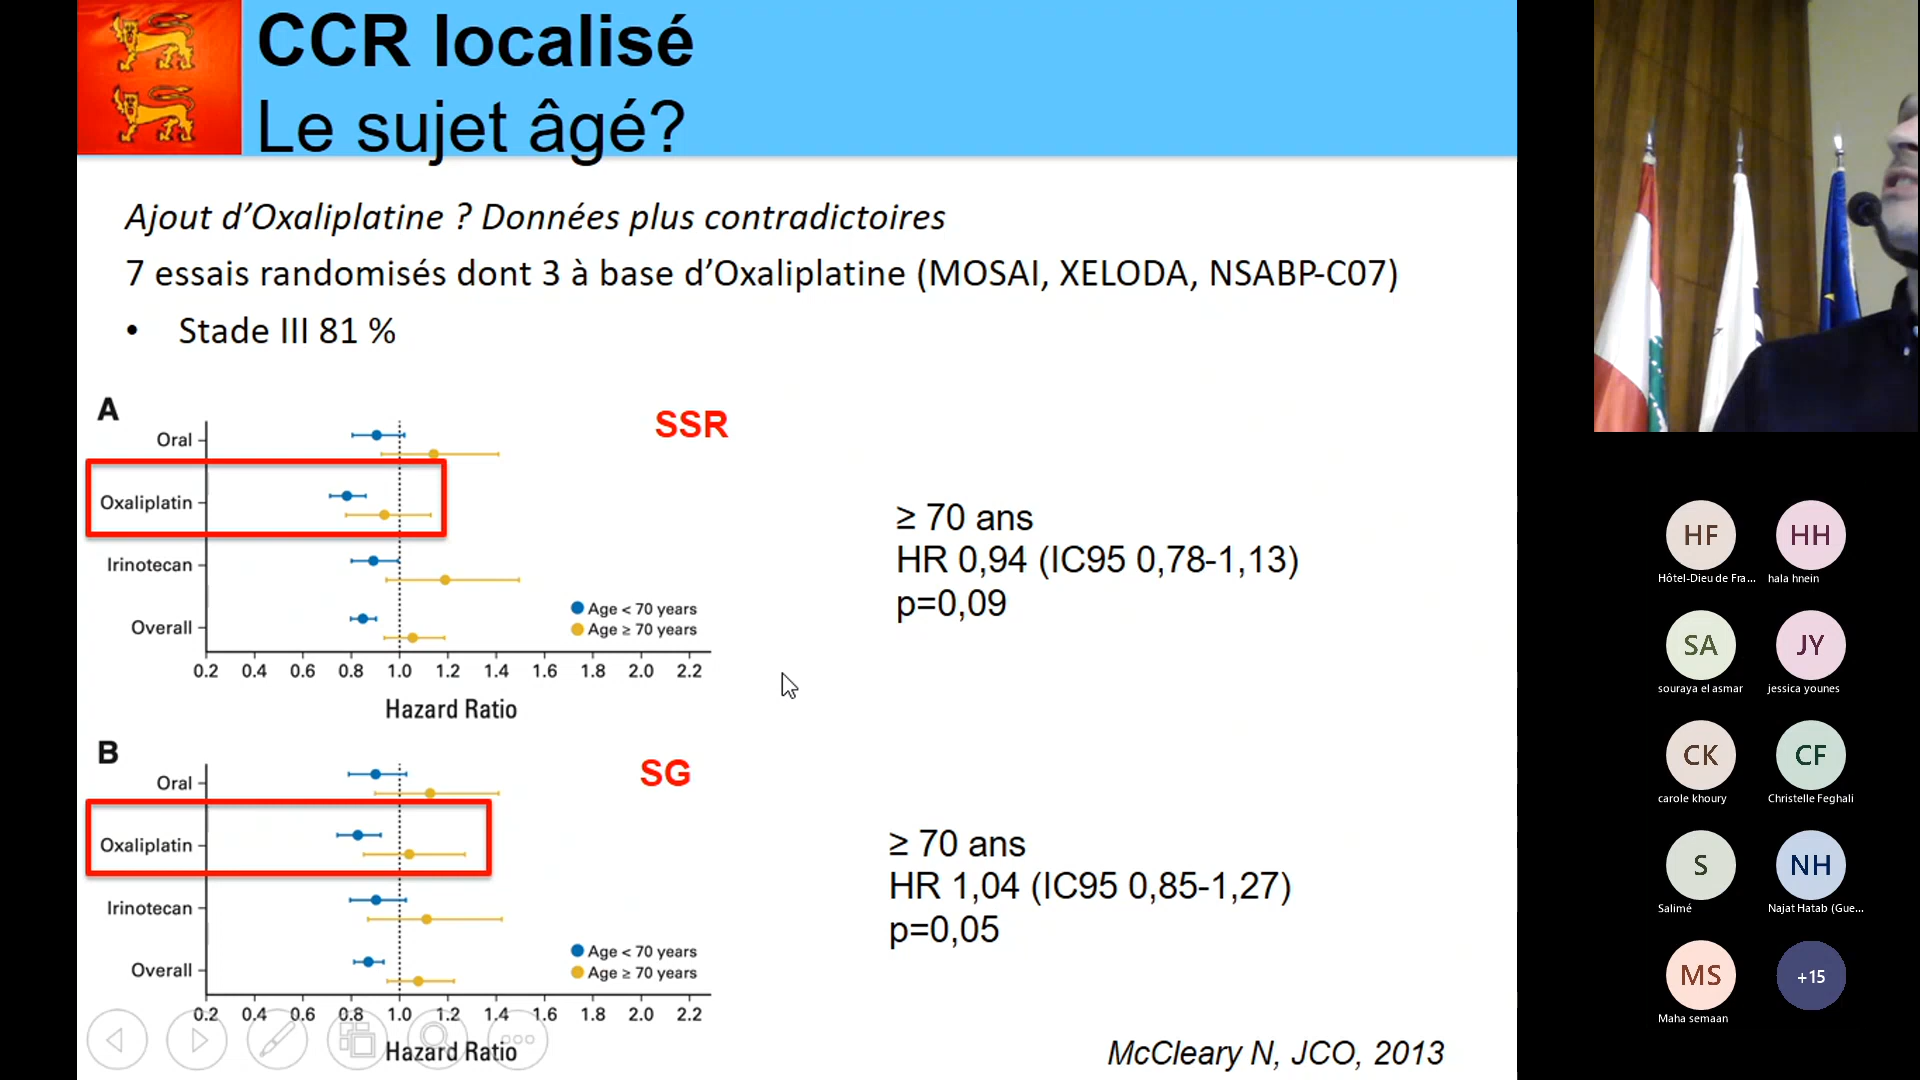 CCR localisé
Le sujet âgé?
Ajout d’Oxaliplatine ? Données plus contradictoires
7 essais randomisés dont 3 à base d’Oxaliplatine (MOSAI, XELODA, NSABP-C07)
• Stade III 81 %
A
SSR
Oral
Oxaliplatin
Irinotecan
Overall
Age < 70 years
Age ≥ 70 years
0.2 0.4 0.6 0.8 1.0 1.2 1.4 1.6 1.8 2.0 2.2
Hazard Ratio
≥ 70 ans
HR 0,94 (IC95 0,78-1,13)
p=0,09
B
SG
Oral
Oxaliplatin
Irinotecan
Overall
Age < 70 years
Age ≥ 70 years
0.2 0.4 0.6 0.8 1.0 1.2 1.4 1.6 1.8 2.0 2.2
Hazard Ratio
≥ 70 ans
HR 1,04 (IC95 0,85-1,27)
p=0,05
McCleary N, JCO, 2013
HF HH
Hôtel-Dieu de Fra... hala hnein
SA JY
souraya el asmar jessica younes
CK CF
carole khoury Christelle Feghali
S NH
Salimé Najat Hatab (Gue...
MS +15
Maha semaan